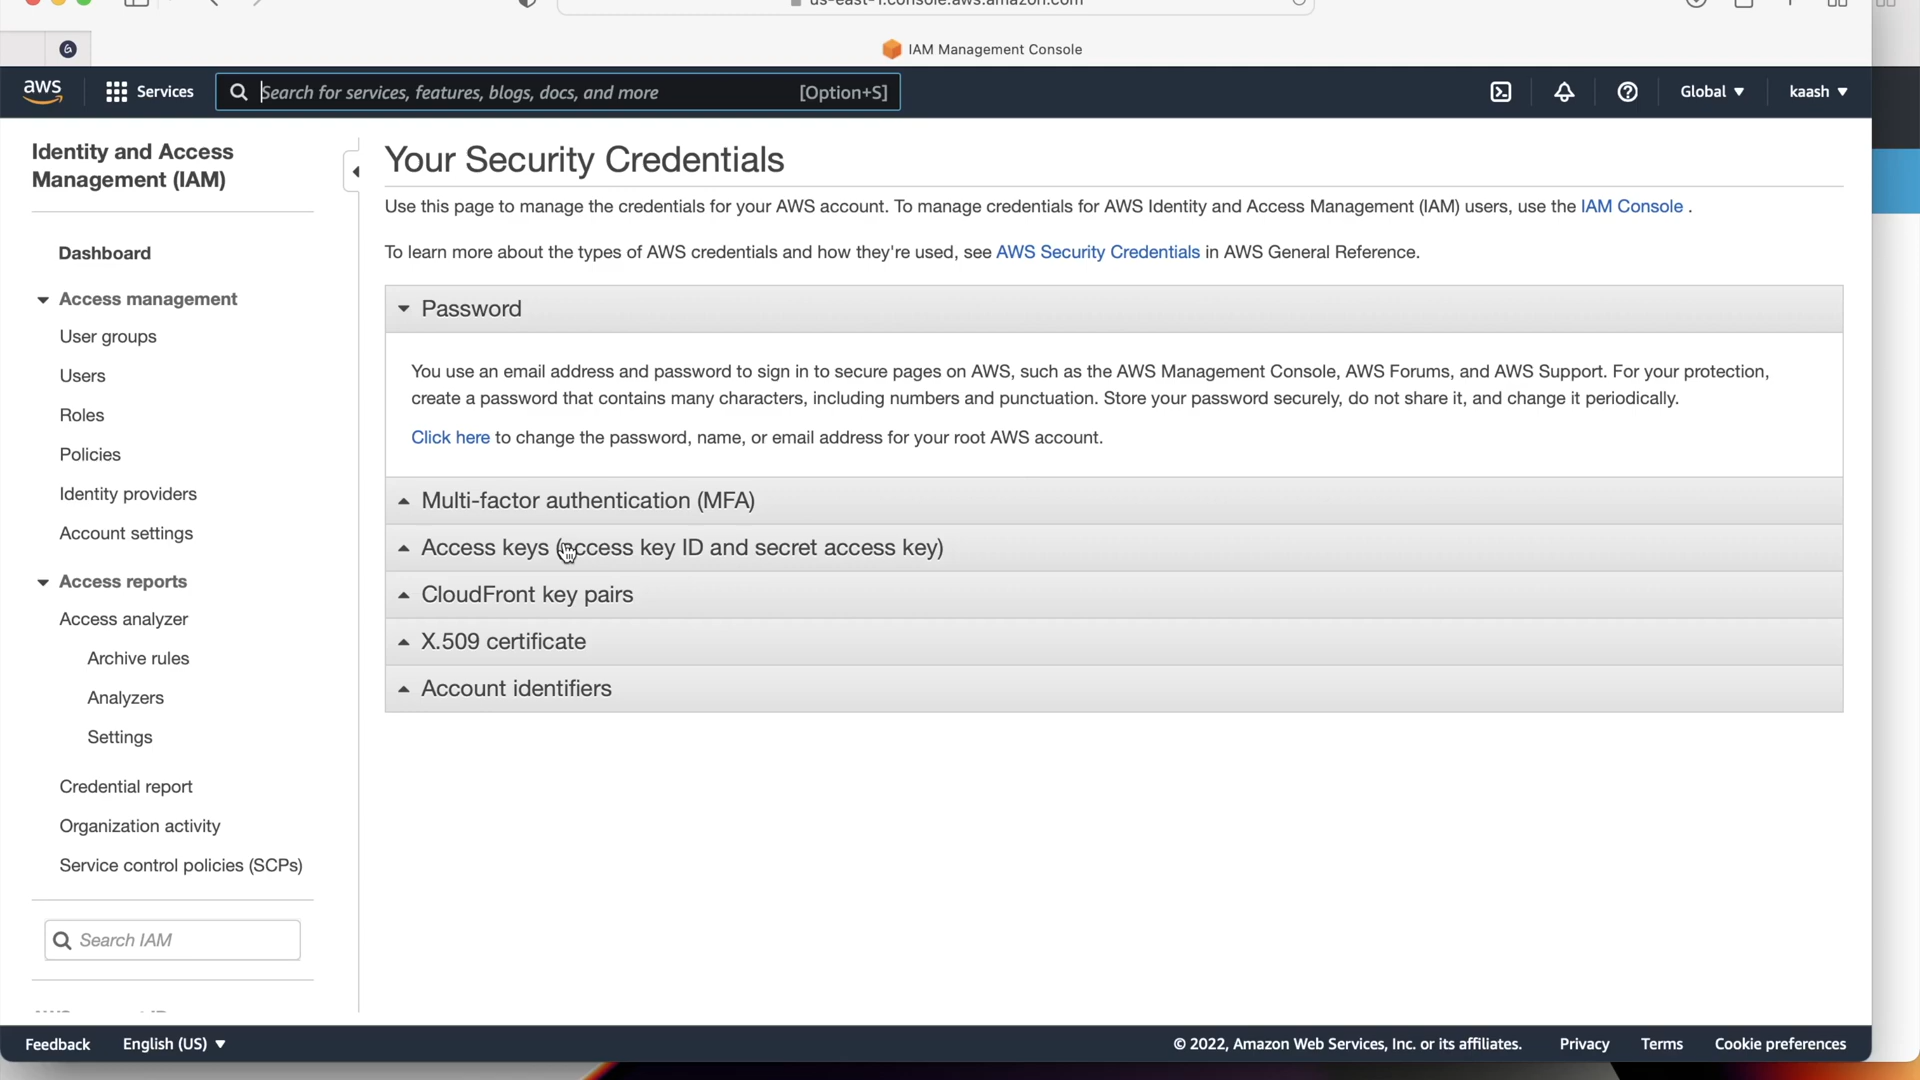 us-east-1.console.aws.amazon.com
IAM Management Console
aws
Services
Search for services, features, blogs, docs, and more
[Option+S]
Global
kaash
Identity and Access
Management (IAM)
Dashboard
Access management
User groups
Users
Roles
Policies
Identity providers
Account settings
Access reports
Access analyzer
Archive rules
Analyzers
Settings
Credential report
Organization activity
Service control policies (SCPs)
Search IAM
Your Security Credentials
Use this page to manage the credentials for your AWS account. To manage credentials for AWS Identity and Access Management (IAM) users, use the IAM Console .
To learn more about the types of AWS credentials and how they're used, see AWS Security Credentials in AWS General Reference.
Password
You use an email address and password to sign in to secure pages on AWS, such as the AWS Management Console, AWS Forums, and AWS Support. For your protection,
create a password that contains many characters, including numbers and punctuation. Store your password securely, do not share it, and change it periodically.
Click here to change the password, name, or email address for your root AWS account.
Multi-factor authentication (MFA)
Access keys (access key ID and secret access key)
CloudFront key pairs
X.509 certificate
Account identifiers
Feedback
English (US)
© 2022, Amazon Web Services, Inc. or its affiliates.
Privacy
Terms
Cookie preferences